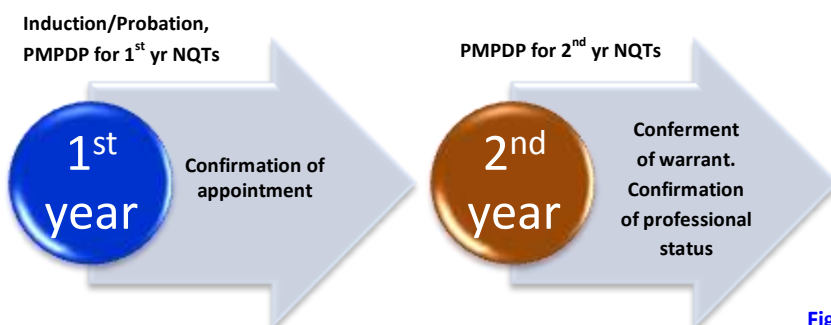 Induction/Probation,
PMPDP for 1st yr NQTs
1st
year
Confirmation of
appointment
PMPDP for 2nd yr NQTs
2nd
year
Conferment
of warrant.
Confirmation
of professional
status
Fig